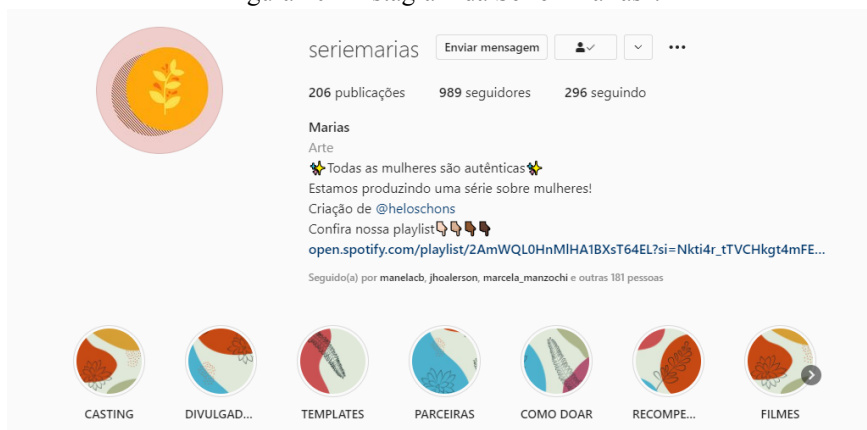 seriemarias Enviar mensagem
206 publicações 989 seguidores 296 seguindo
Marias
Arte
✨Todas as mulheres são autênticas✨
Estamos produzindo uma série sobre mulheres!
Criação de @heloschons
Confira nossa playlist👇🏻👇🏼👇🏾👇🏿
open.spotify.com/playlist/2AmWQL0HnMlHA1BXsT64EL?si=Nkti4r_tTVCHkgt4mFE...
Seguido(a) por manelacb, jhoalerson, marcela_manzochi e outras 181 pessoas
CASTING DIVULGAD... TEMPLATES PARCEIRAS COMO DOAR RECOMPE... FILMES